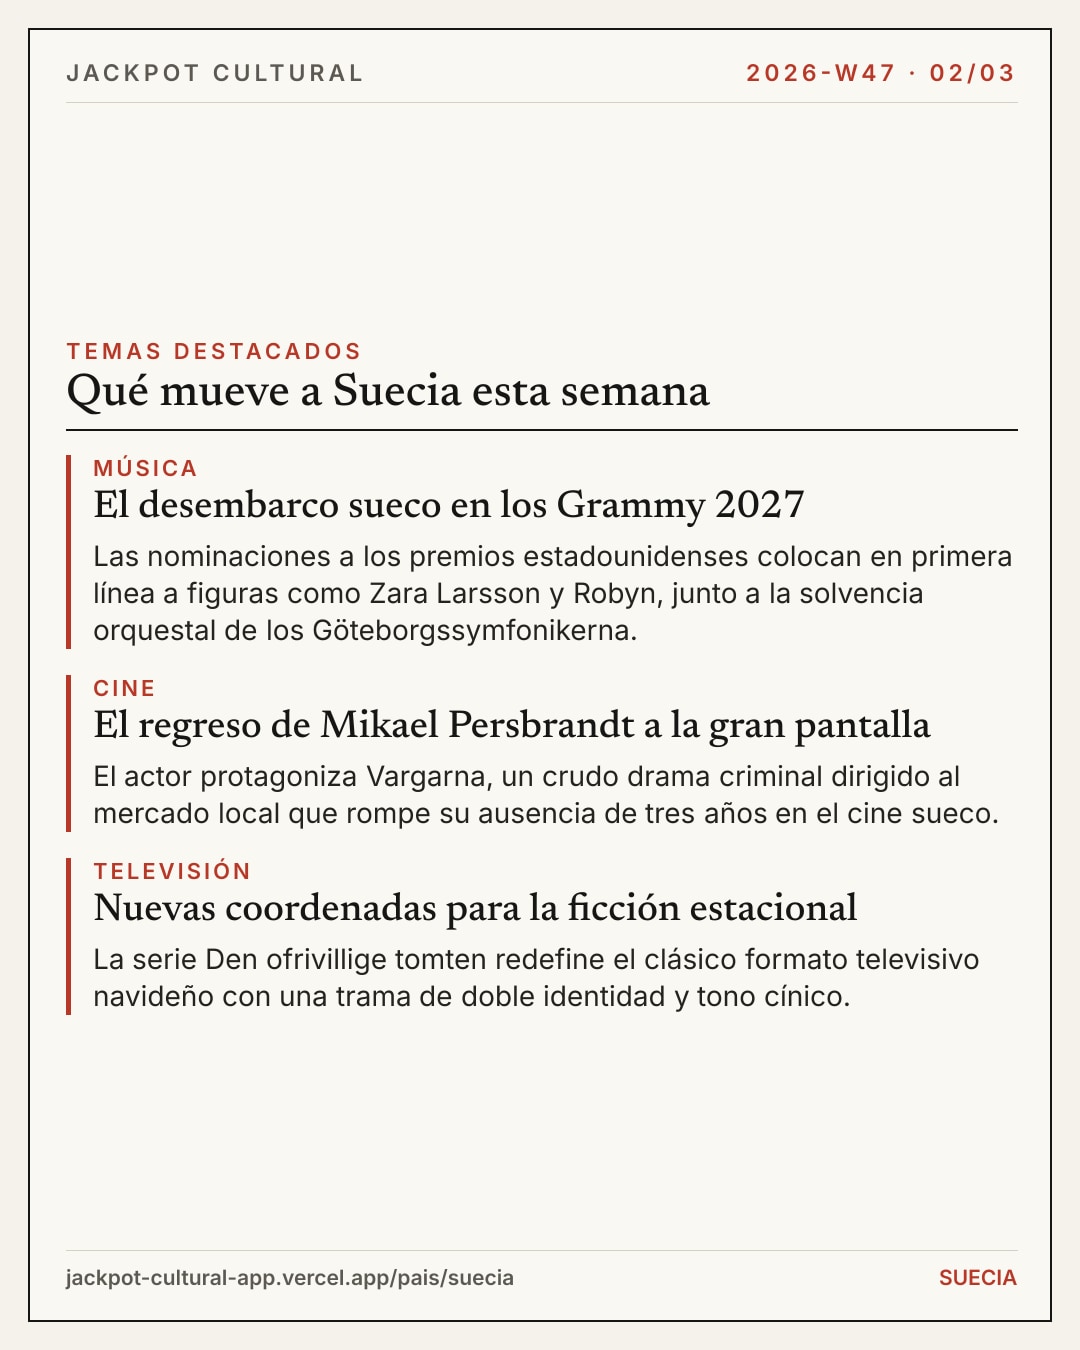 JACKPOT CULTURAL
2026-W47 · 02/03
TEMAS DESTACADOS
Qué mueve a Suecia esta semana
MÚSICA
El desembarco sueco en los Grammy 2027
Las nominaciones a los premios estadounidenses colocan en primera
línea a figuras como Zara Larsson y Robyn, junto a la solvencia
orquestal de los Göteborgssymfonikerna.
CINE
El regreso de Mikael Persbrandt a la gran pantalla
El actor protagoniza Vargarna, un crudo drama criminal dirigido al
mercado local que rompe su ausencia de tres años en el cine sueco.
TELEVISIÓN
Nuevas coordenadas para la ficción estacional
La serie Den ofrivillige tomten redefine el clásico formato televisivo
navideño con una trama de doble identidad y tono cínico.
jackpot-cultural-app.vercel.app/pais/suecia
SUECIA